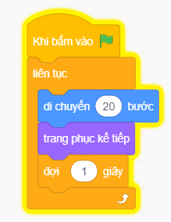 Khi bấm vào
liên tục
di chuyển 20 bước
trang phục kế tiếp
đợi 1 giây